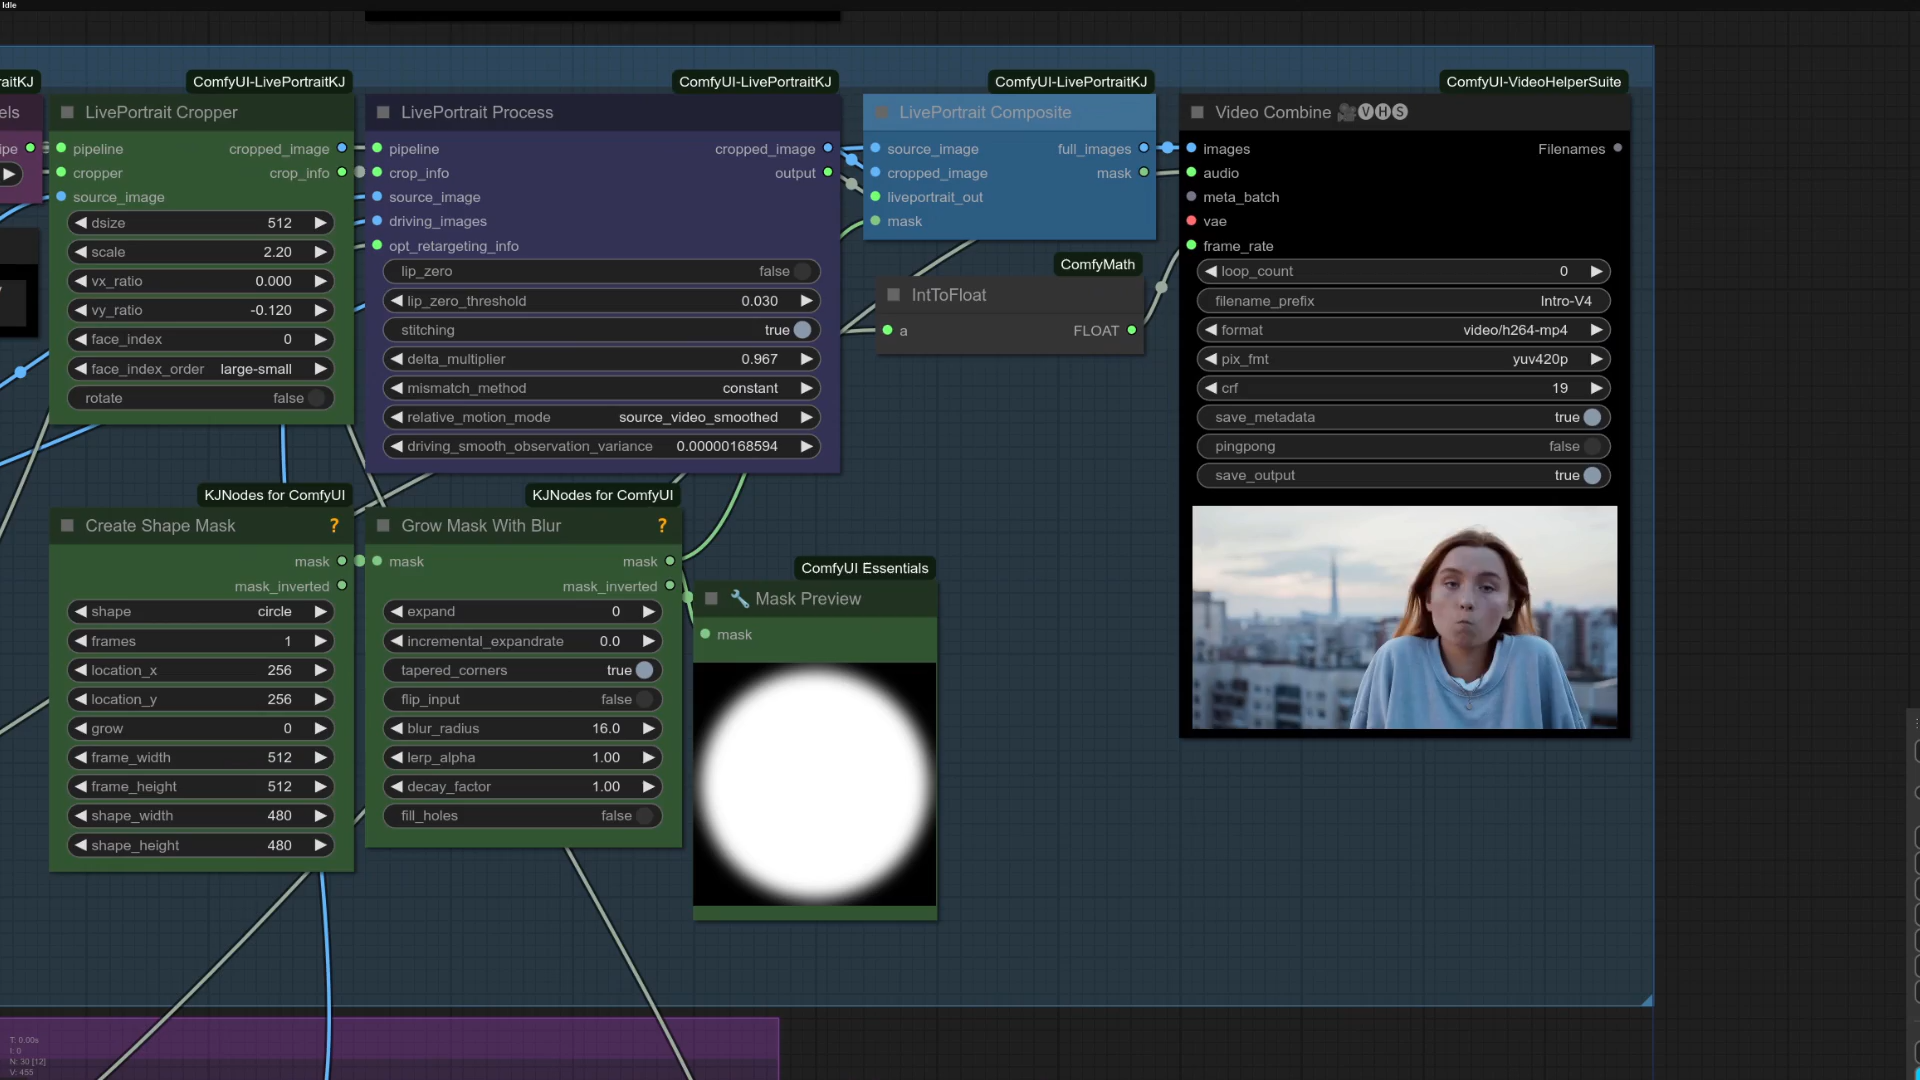 Idle
raitKJ
ComfyUI-LivePortraitKJ
ComfyUI-LivePortraitKJ
ComfyUI-LivePortraitKJ
ComfyUI-VideoHelperSuite
els
ipe
LivePortrait Cropper
pipeline
cropped_image
cropper
crop_info
source_image
dsize 512
scale 2.20
vx_ratio 0.000
vy_ratio -0.120
face_index 0
face_index_order large-small
rotate false
LivePortrait Process
pipeline
cropped_image
crop_info
output
source_image
driving_images
opt_retargeting_info
lip_zero false
lip_zero_threshold 0.030
stitching true
delta_multiplier 0.967
mismatch_method constant
relative_motion_mode source_video_smoothed
driving_smooth_observation_variance 0.00000168594
LivePortrait Composite
source_image
full_images
cropped_image
mask
liveportrait_out
mask
ComfyMath
IntToFloat
a
FLOAT
Video Combine 🎥🅥🅗🅢
images
Filenames
audio
meta_batch
vae
frame_rate
loop_count 0
filename_prefix Intro-V4
format video/h264-mp4
pix_fmt yuv420p
crf 19
save_metadata true
pingpong false
save_output true
KJNodes for ComfyUI
Create Shape Mask ?
mask
mask_inverted
shape circle
frames 1
location_x 256
location_y 256
grow 0
frame_width 512
frame_height 512
shape_width 480
shape_height 480
KJNodes for ComfyUI
Grow Mask With Blur ?
mask
mask
mask_inverted
expand 0
incremental_expandrate 0.0
tapered_corners true
flip_input false
blur_radius 16.0
lerp_alpha 1.00
decay_factor 1.00
fill_holes false
ComfyUI Essentials
🔧 Mask Preview
mask
T: 0.00s
I: 0
N: 30 [12]
V: 455